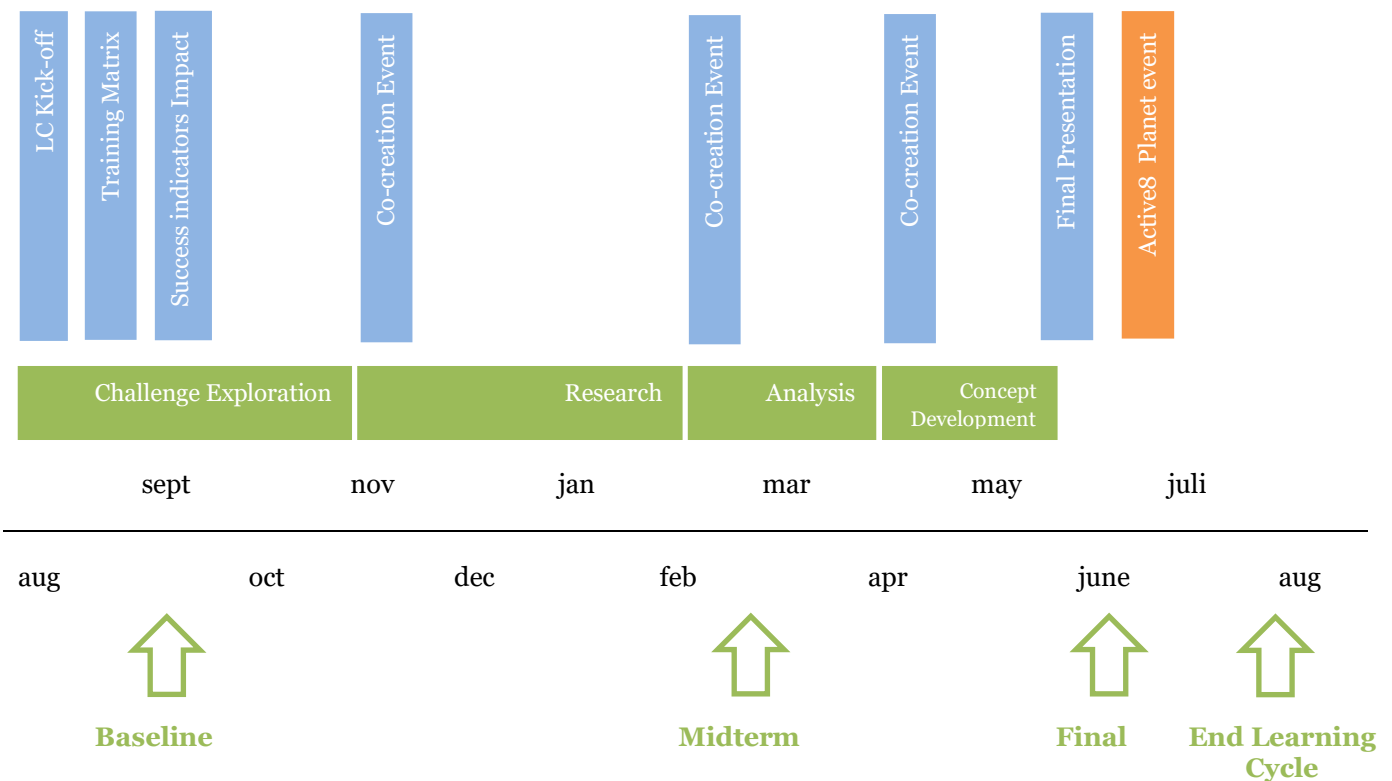 LC Kick-off
Training Matrix
Success indicators Impact
Co-creation Event
Co-creation Event
Co-creation Event
Final Presentation
Active8 Planet event
Challenge Exploration
Research
Analysis
Concept
Development
sept
nov
jan
mar
may
juli
aug
oct
dec
feb
apr
june
aug
Baseline
Midterm
Final
End Learning
Cycle